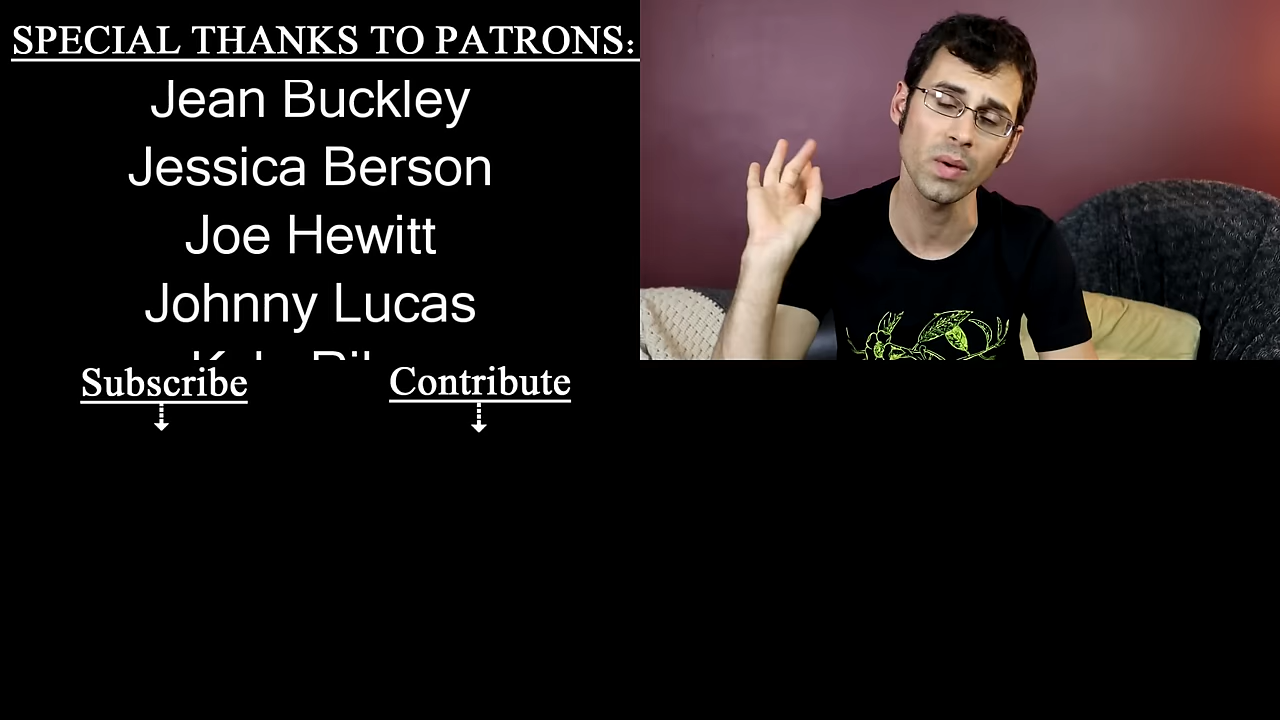 SPECIAL THANKS TO PATRONS:
Jean Buckley
Jessica Berson
Joe Hewitt
Johnny Lucas
Subscribe
Contribute